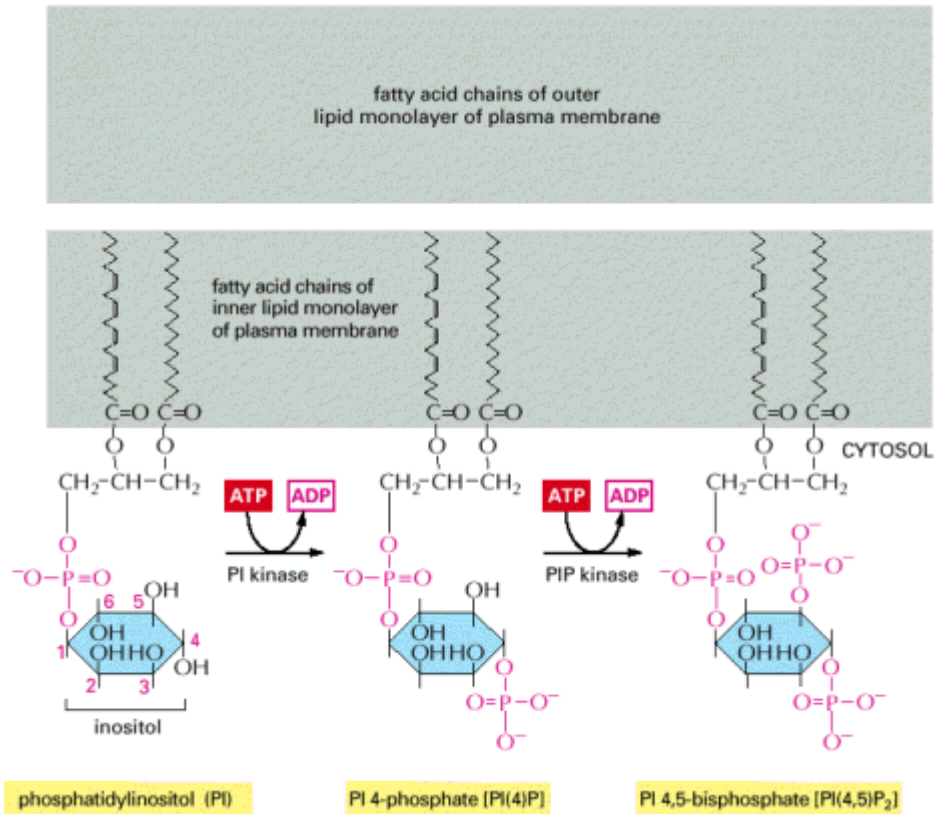 fatty acid chains of outer
lipid monolayer of plasma membrane
fatty acid chains of
inner lipid monolayer
of plasma membrane
C=O C=O C=O C=O C=O C=O
O O O O O O
CYTOSOL
CH₂–CH–CH₂ CH₂–CH–CH₂ CH₂–CH–CH₂
ATP ADP ATP ADP
PI kinase PIP kinase
O O O O⁻
⁻O–P=O ⁻O–P=O ⁻O–P=O O=P–O⁻
O O O O
6 5 OH OH
OH OH OH
1 OHHO 4 OHHO OHHO
OH O O
2 3 O=P–O⁻ O=P–O⁻
O⁻ O⁻
inositol
phosphatidylinositol (PI) PI 4-phosphate [PI(4)P] PI 4,5-bisphosphate [PI(4,5)P₂]